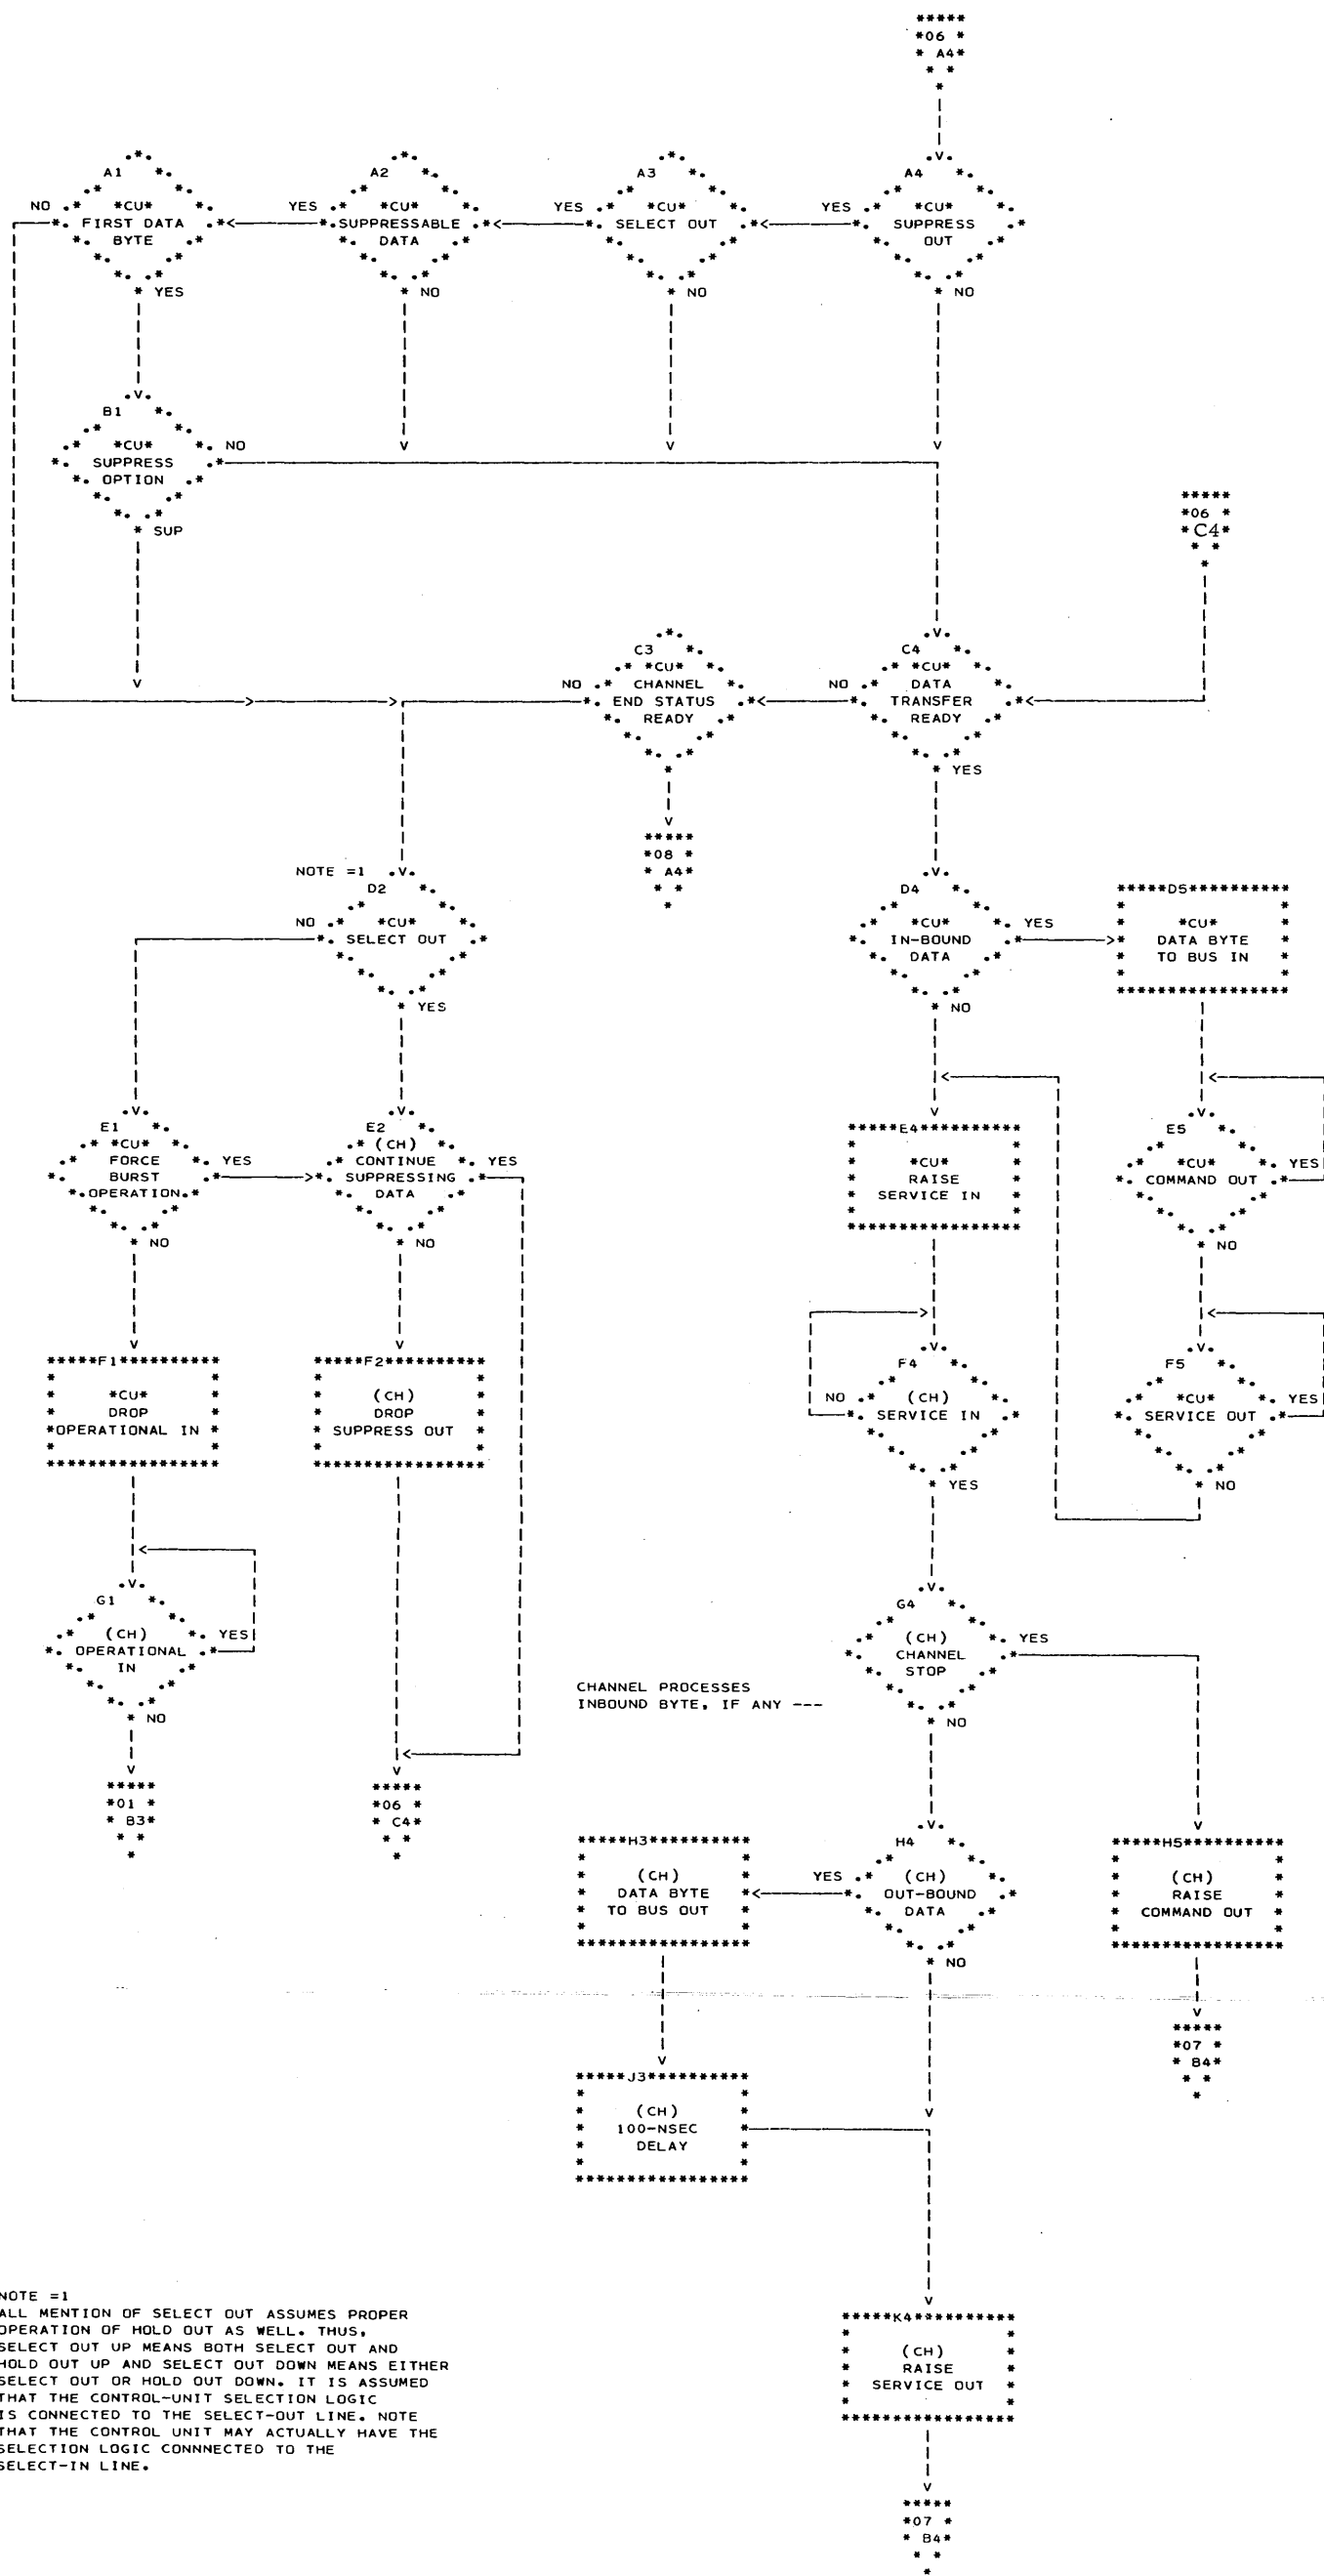 *****
*06 *
* A4*
* *
*
A1
*CU*
FIRST DATA
BYTE
NO
YES
A2
*CU*
SUPPRESSABLE
DATA
YES
NO
A3
*CU*
SELECT OUT
YES
NO
A4
*CU*
SUPPRESS
OUT
YES
NO
B1
*CU*
SUPPRESS
OPTION
NO
SUP
*****
*06 *
* C4*
* *
*
C3
*CU*
CHANNEL
END STATUS
READY
NO
C4
*CU*
DATA
TRANSFER
READY
NO
YES
*****
*08 *
* A4*
* *
*
NOTE =1
D2
*CU*
SELECT OUT
NO
YES
D4
*CU*
IN-BOUND
DATA
YES
NO
*****D5**********
*CU*
DATA BYTE
TO BUS IN
*****************
E1
*CU*
FORCE
BURST
OPERATION
YES
NO
E2
(CH)
CONTINUE
SUPPRESSING
DATA
YES
NO
*****E4**********
*CU*
RAISE
SERVICE IN
*****************
E5
*CU*
COMMAND OUT
YES
NO
*****F1**********
*CU*
DROP
OPERATIONAL IN
*****************
*****F2**********
(CH)
DROP
SUPPRESS OUT
*****************
F4
(CH)
SERVICE IN
NO
YES
F5
*CU*
SERVICE OUT
YES
NO
G1
(CH)
OPERATIONAL
IN
YES
NO
G4
(CH)
CHANNEL
STOP
YES
NO
CHANNEL PROCESSES
INBOUND BYTE, IF ANY ---
*****
*01 *
* B3*
* *
*
*****
*06 *
* C4*
* *
*
*****H3**********
(CH)
DATA BYTE
TO BUS OUT
*****************
H4
(CH)
OUT-BOUND
DATA
YES
NO
*****H5**********
(CH)
RAISE
COMMAND OUT
*****************
*****
*07 *
* B4*
* *
*
*****J3**********
(CH)
100-NSEC
DELAY
*****************
NOTE =1
ALL MENTION OF SELECT OUT ASSUMES PROPER
OPERATION OF HOLD OUT AS WELL. THUS,
SELECT OUT UP MEANS BOTH SELECT OUT AND
HOLD OUT UP AND SELECT OUT DOWN MEANS EITHER
SELECT OUT OR HOLD OUT DOWN. IT IS ASSUMED
THAT THE CONTROL-UNIT SELECTION LOGIC
IS CONNECTED TO THE SELECT-OUT LINE. NOTE
THAT THE CONTROL UNIT MAY ACTUALLY HAVE THE
SELECTION LOGIC CONNNECTED TO THE
SELECT-IN LINE.
*****K4**********
(CH)
RAISE
SERVICE OUT
*****************
*****
*07 *
* B4*
* *
*